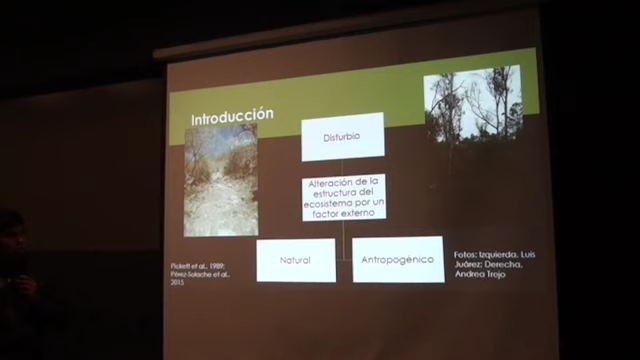 Introducción
Disturbio
Alteración de la
estructura del
ecosistema por un
factor externo
Natural
Antropogénico
Pickett et al., 1989;
Pérez-Solache et al.,
2015
Fotos: Izquierda, Luis
Juárez; Derecha,
Andrea Trejo